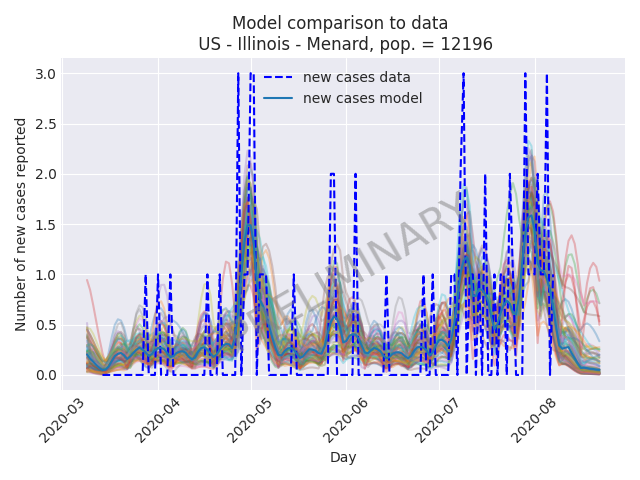 Model comparison to data
US - Illinois - Menard, pop. = 12196
new cases data
new cases model
PRELIMINARY
Number of new cases reported
3.0
2.5
2.0
1.5
1.0
0.5
0.0
2020-03
2020-04
2020-05
2020-06
2020-07
2020-08
Day